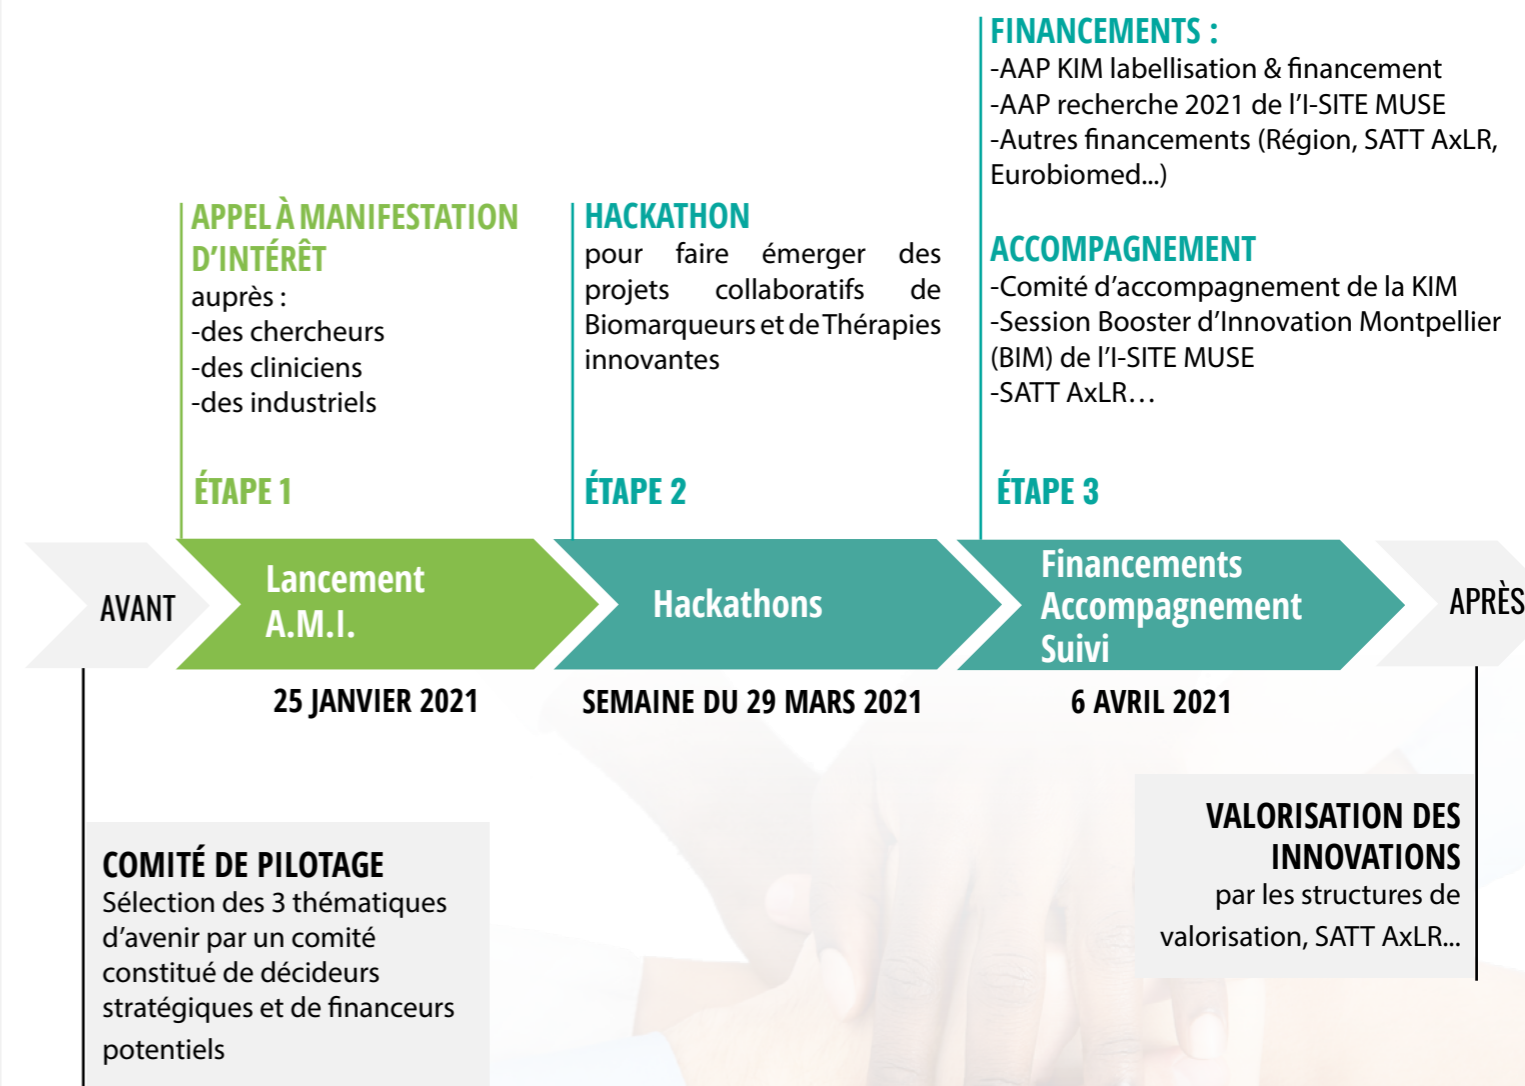 FINANCEMENTS :
-AAP KIM labellisation & financement
-AAP recherche 2021 de l'I-SITE MUSE
-Autres financements (Région, SATT AxLR,
Eurobiomed...)
ACCOMPAGNEMENT
-Comité d'accompagnement de la KIM
-Session Booster d'Innovation Montpellier
(BIM) de l'I-SITE MUSE
-SATT AxLR…
APPEL À MANIFESTATION
D'INTÉRÊT
auprès :
-des chercheurs
-des cliniciens
-des industriels
HACKATHON
pour faire émerger des
projets collaboratifs de
Biomarqueurs et de Thérapies
innovantes
ÉTAPE 1
ÉTAPE 2
ÉTAPE 3
AVANT
Lancement
A.M.I.
Hackathons
Financements
Accompagnement
Suivi
APRÈS
25 JANVIER 2021
SEMAINE DU 29 MARS 2021
6 AVRIL 2021
COMITÉ DE PILOTAGE
Sélection des 3 thématiques
d'avenir par un comité
constitué de décideurs
stratégiques et de financeurs
potentiels
VALORISATION DES
INNOVATIONS
par les structures de
valorisation, SATT AxLR...